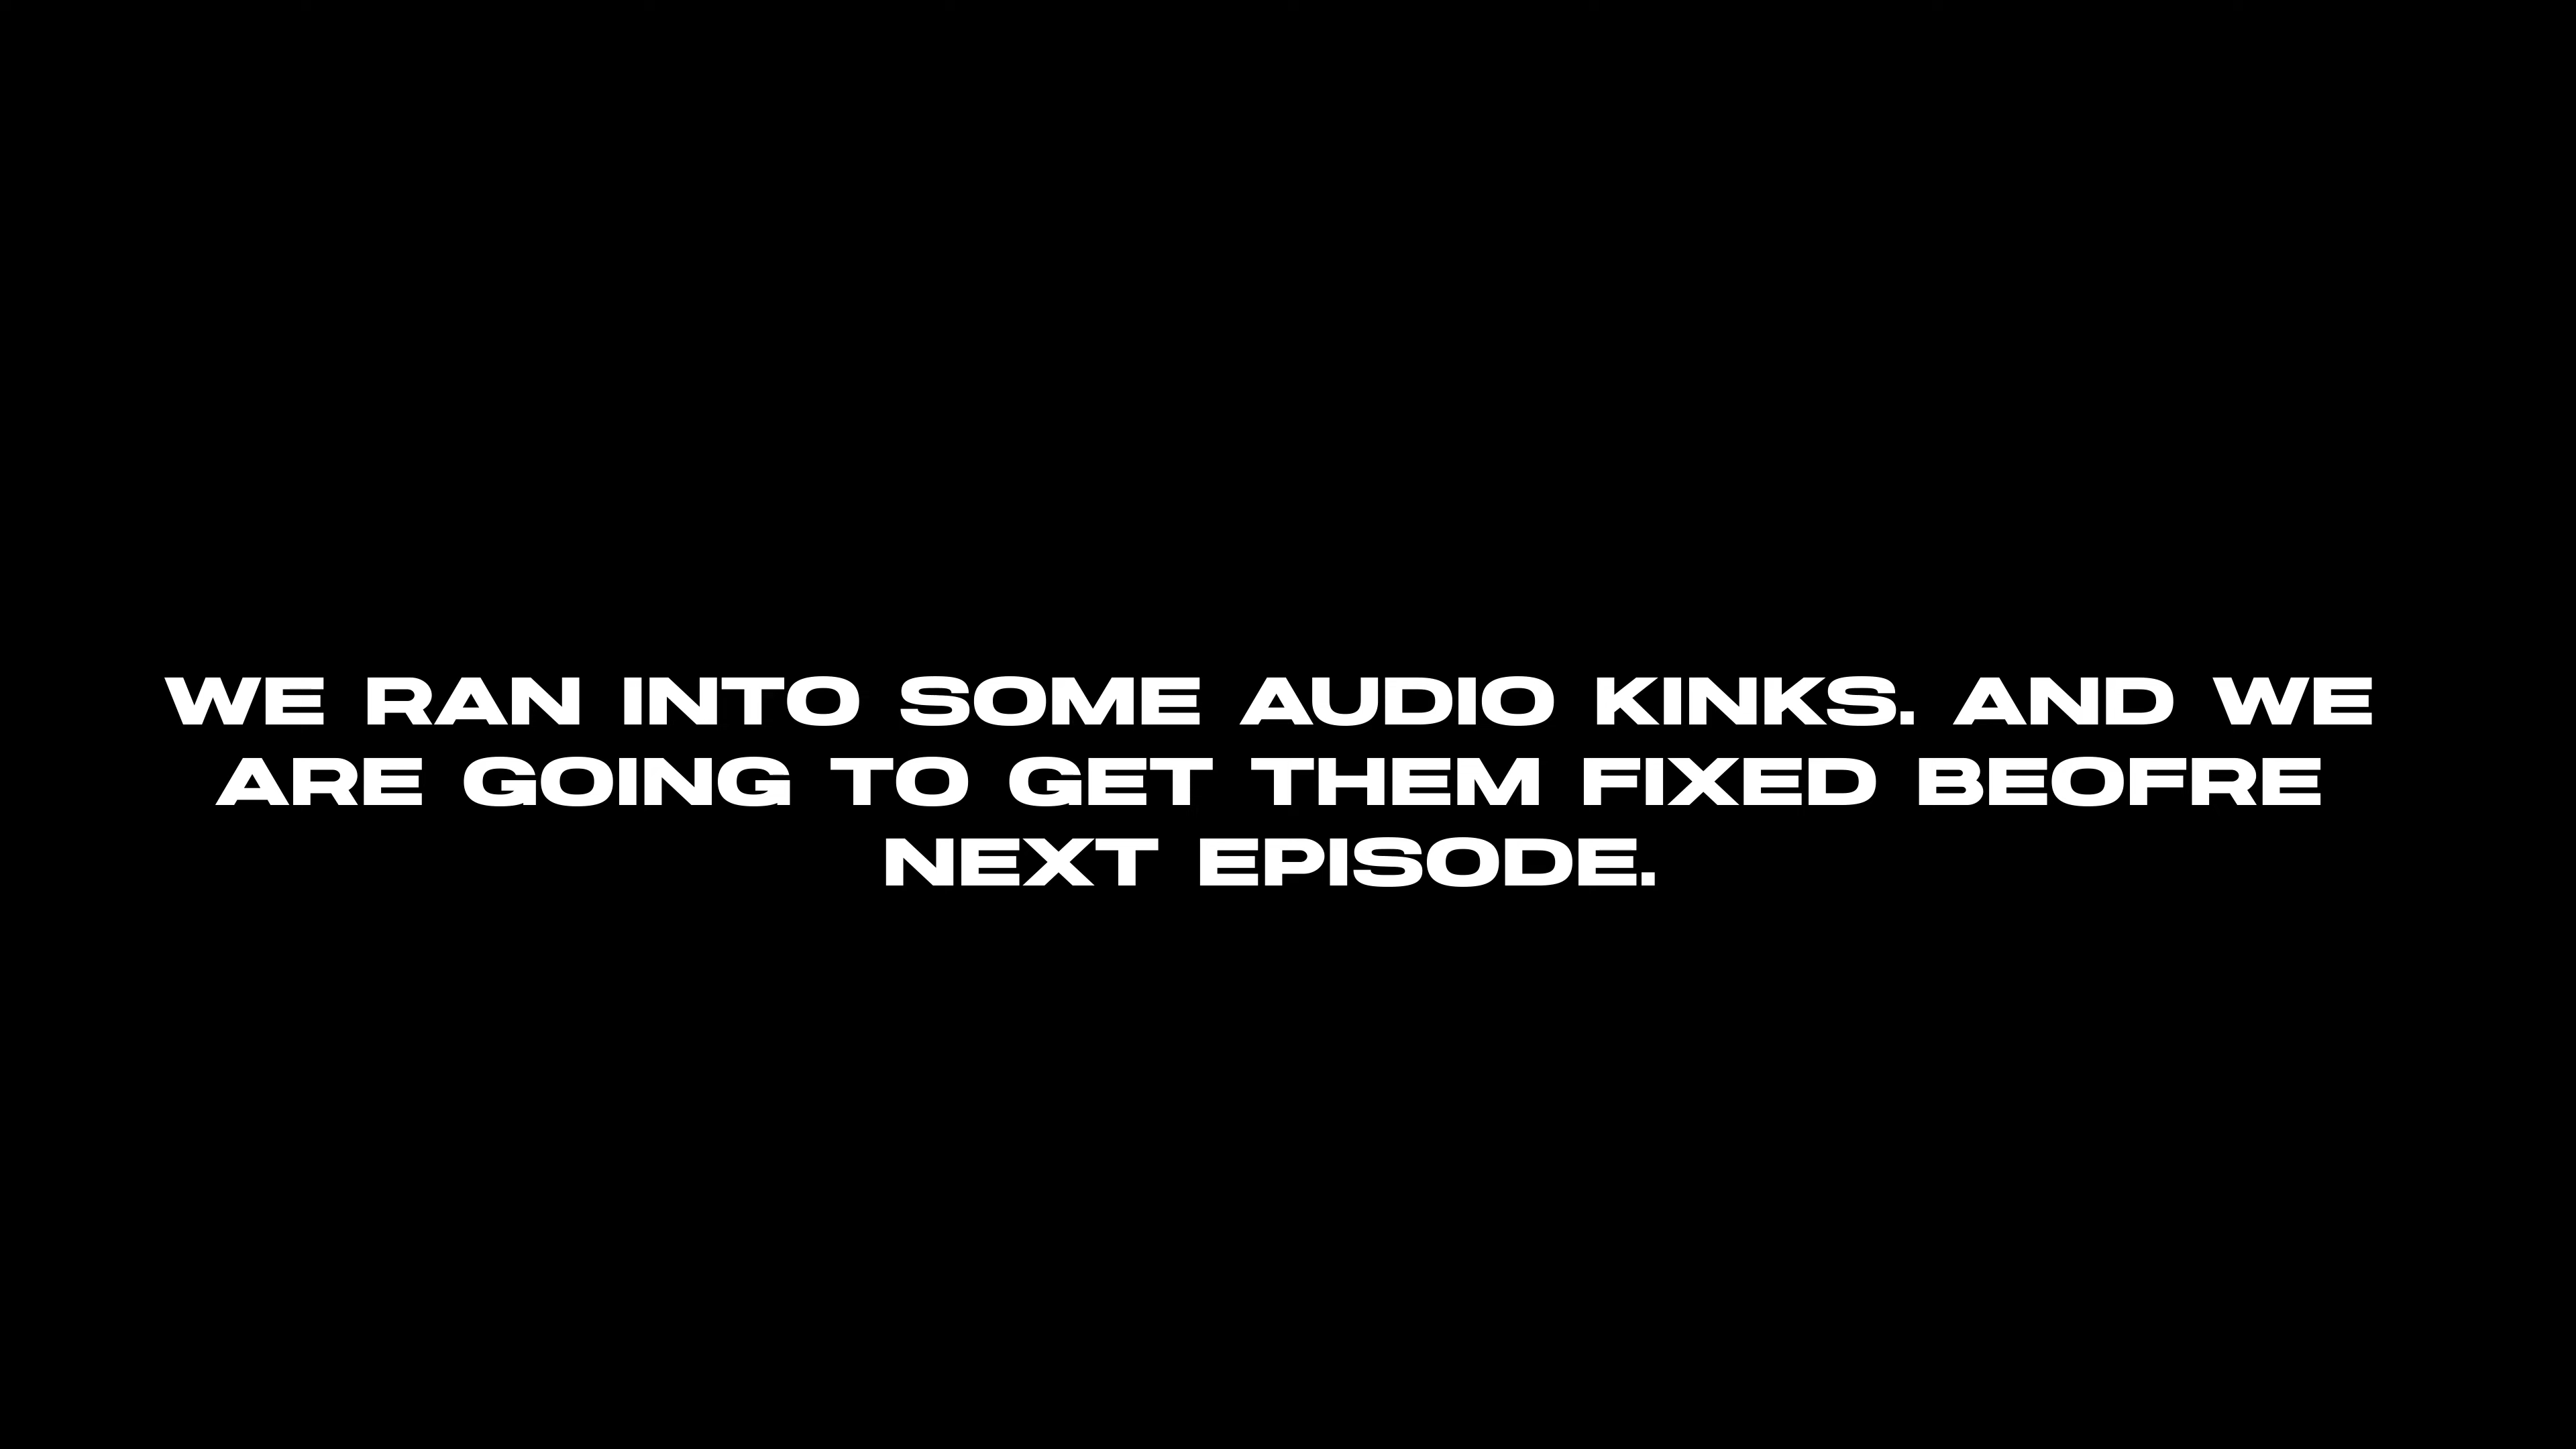 WE RAN INTO SOME AUDIO KINKS. AND WE
ARE GOING TO GET THEM FIXED BEOFRE
NEXT EPISODE.